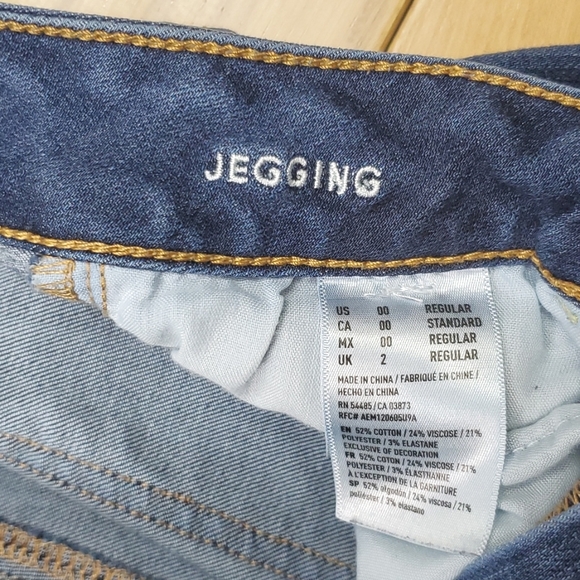 JEGGING
US 00 REGULAR
CA 00 STANDARD
MX 00 REGULAR
UK 2 REGULAR
MADE IN CHINA / FABRIQUÉ EN CHINE /
HECHO EN CHINA
RN 54485 / CA 03873
RFC# AEM120605U9A
EN 52% COTTON / 24% VISCOSE / 21%
POLYESTER / 3% ELASTANE
EXCLUSIVE OF DECORATION
FR 52% COTON / 24% VISCOSE / 21%
POLYESTER / 3% ÉLASTHANNE
À L'EXCEPTION DE LA GARNITURE
SP 52% algodón / 24% viscosa / 21%
poliéster / 3% elastano